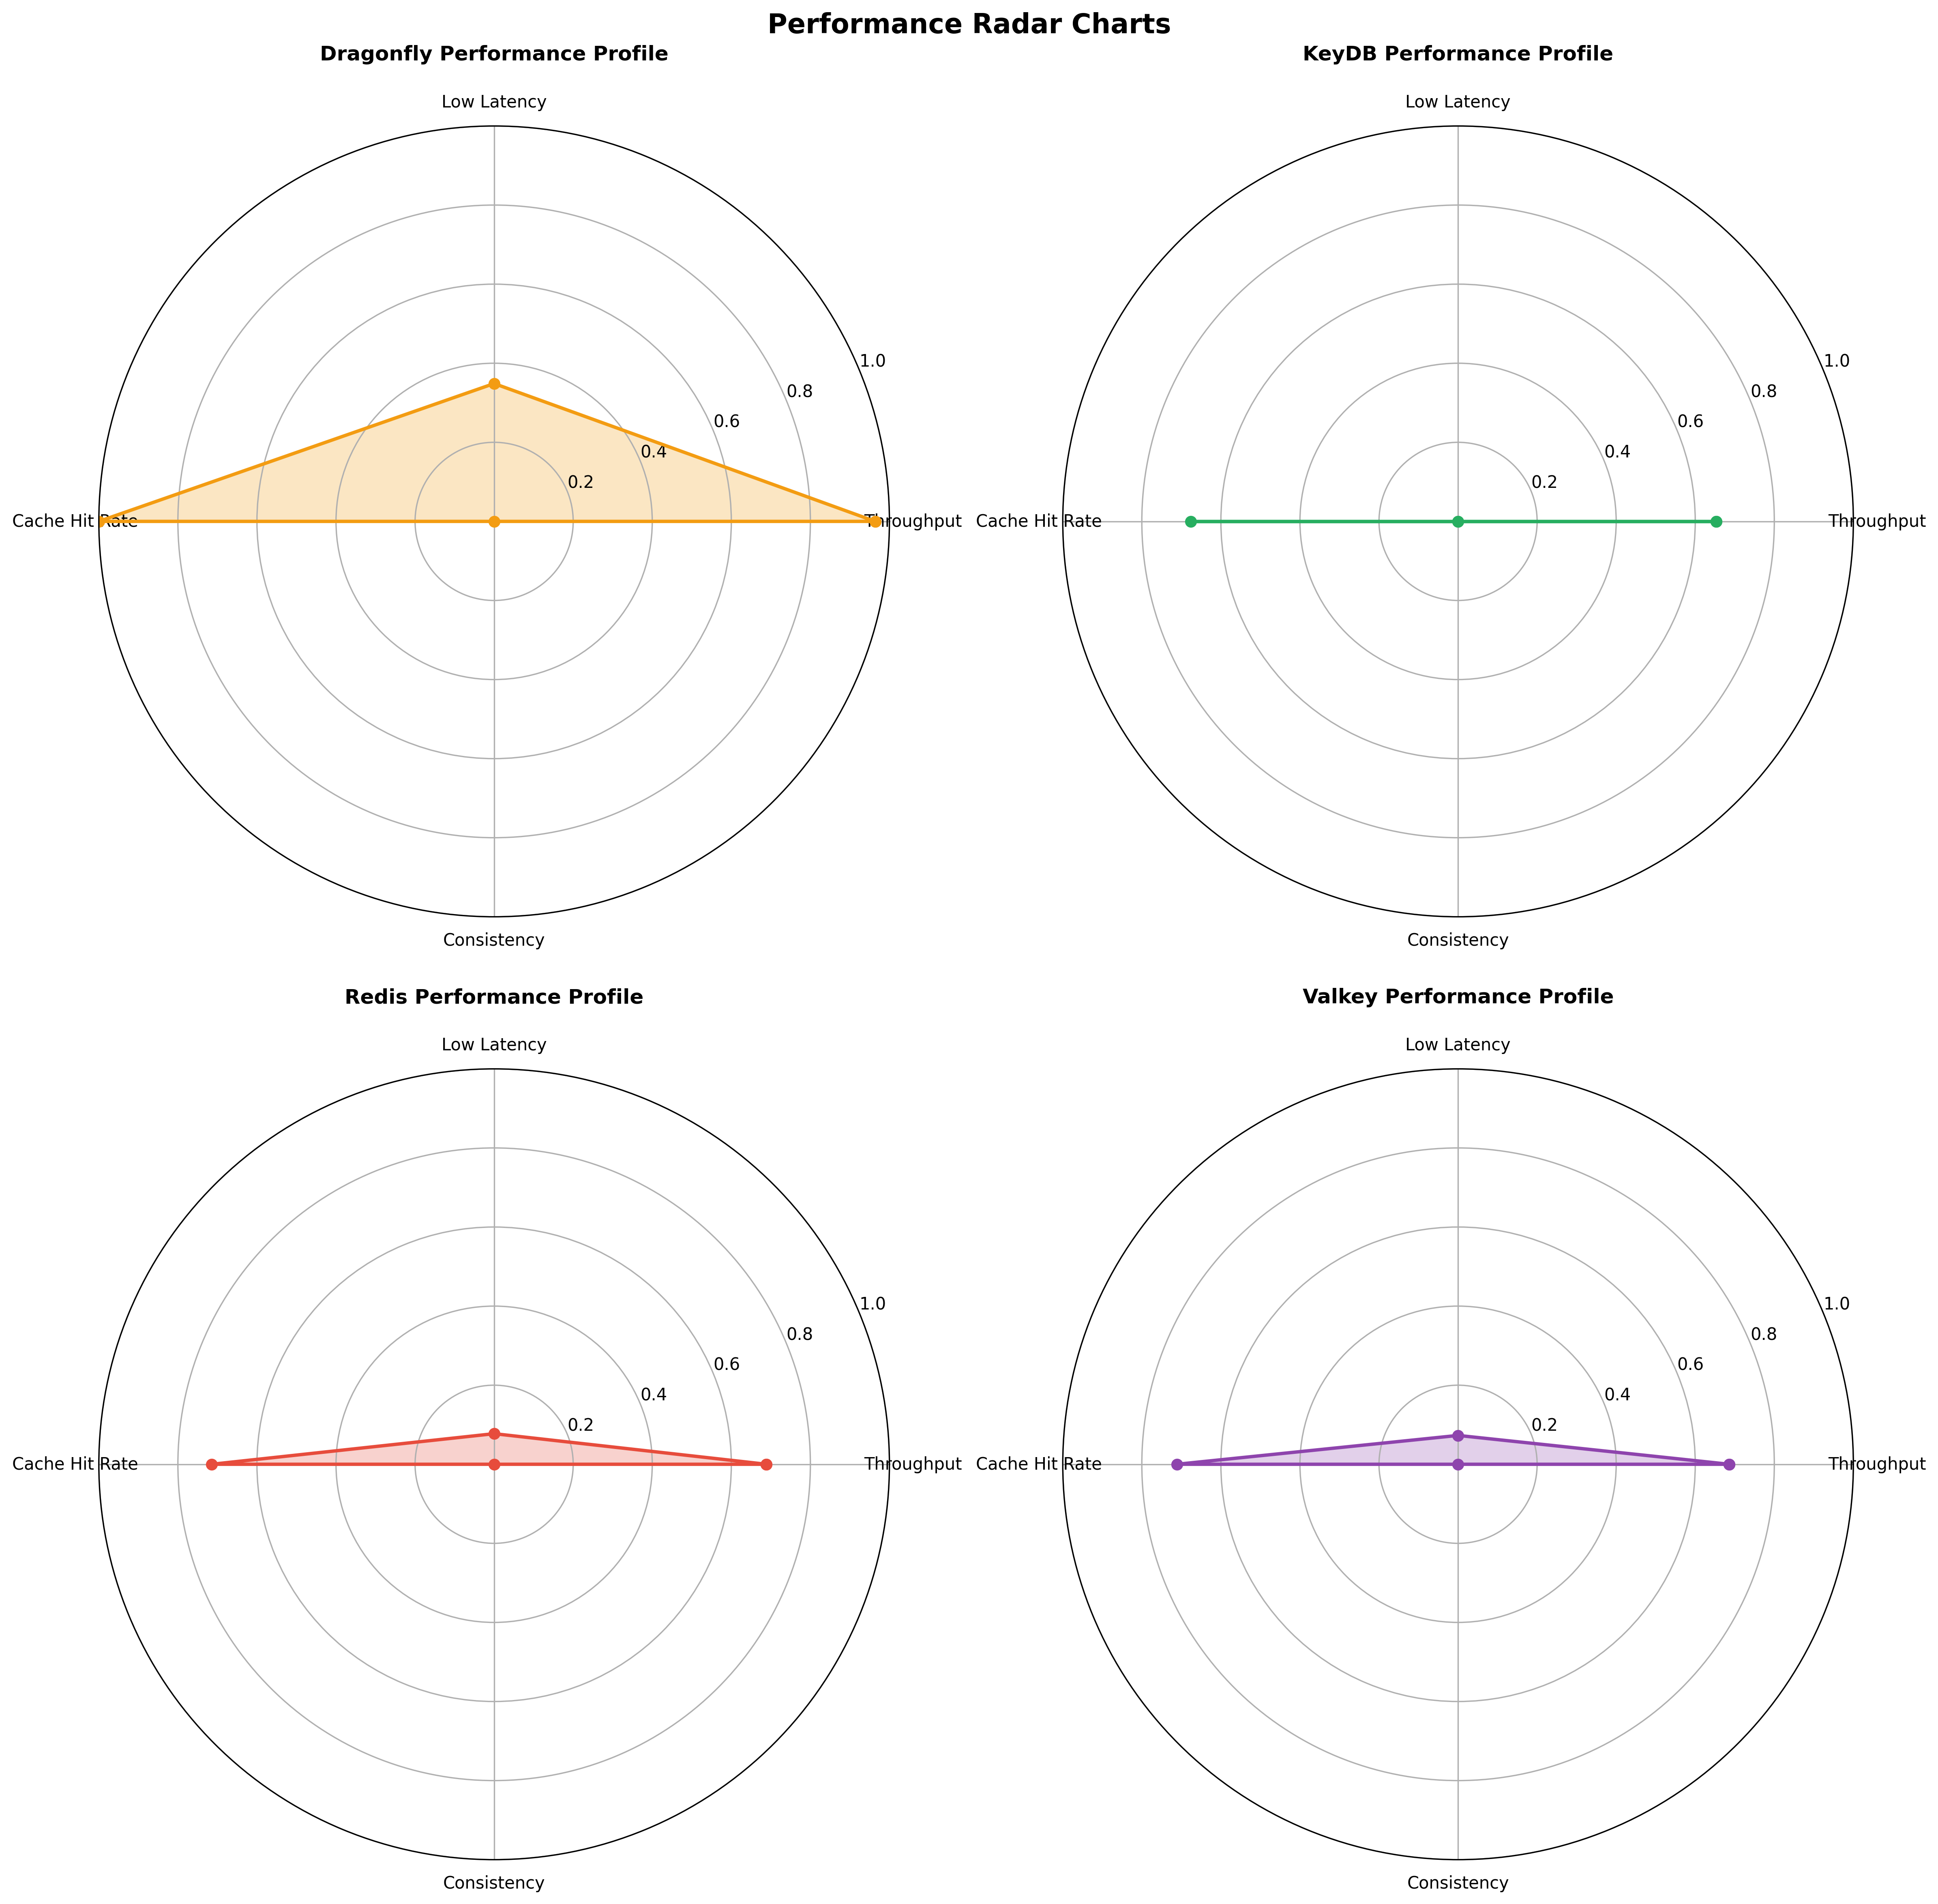 Performance Radar Charts
Dragonfly Performance Profile
Low Latency
1.0
0.8
0.6
0.4
0.2
Cache Hit Rate
Throughput
Consistency
KeyDB Performance Profile
Low Latency
1.0
0.8
0.6
0.4
0.2
Cache Hit Rate
Throughput
Consistency
Redis Performance Profile
Low Latency
1.0
0.8
0.6
0.4
0.2
Cache Hit Rate
Throughput
Consistency
Valkey Performance Profile
Low Latency
1.0
0.8
0.6
0.4
0.2
Cache Hit Rate
Throughput
Consistency